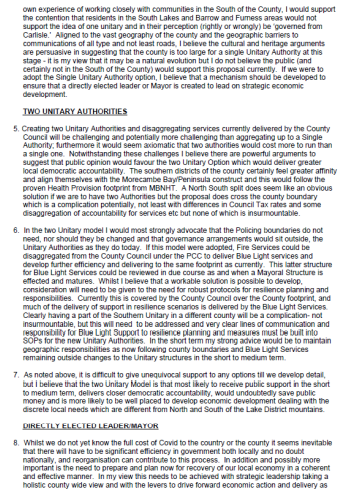 own experience of working closely with communities in the South of the County, I would support
the contention that residents in the South Lakes and Barrow and Furness areas would not
support the idea of one unitary and in their perception (rightly or wrongly) be 'governed from
Carlisle.' Aligned to the vast geography of the county and the geographic barriers to
communications of all type and not least roads, I believe the cultural and heritage arguments
are persuasive in suggesting that the county is too large for a single Unitary Authority at this
stage - it is my view that it may be a natural evolution but I do not believe the public (and
certainly not in the South of the County) would support this proposal currently. If we were to
adopt the Single Unitary Authority option, I believe that a mechanism should be developed to
ensure that a directly elected leader or Mayor is created to lead on strategic economic
development.
TWO UNITARY AUTHORITIES
5. Creating two Unitary Authorities and disaggregating services currently delivered by the County
Council will be challenging and potentially more challenging than aggregating up to a Single
Authority; furthermore it would seem axiomatic that two authorities would cost more to run than
a single one. Notwithstanding these challenges I believe there are powerful arguments to
suggest that public opinion would favour the two Unitary Option which would deliver greater
local democratic accountability. The southern districts of the county certainly feel greater affinity
and align themselves with the Morecambe Bay/Peninsula construct and this would follow the
proven Health Provision footprint from MBNHT. A North South split does seem like an obvious
solution if we are to have two Authorities but the proposal does cross the county boundary
which is a complication potentially, not least with differences in Council Tax rates and some
disaggregation of accountability for services etc but none of which is insurmountable.
6. In the two Unitary model I would most strongly advocate that the Policing boundaries do not
need, nor should they be changed and that governance arrangements would sit outside, the
Unitary Authorities as they do today. If this model were adopted, Fire Services could be
disaggregated from the County Council under the PCC to deliver Blue Light services and
develop further efficiency and delivering to the same footprint as currently. This latter structure
for Blue Light Services could be reviewed in due course as and when a Mayoral Structure is
effected and matures. Whilst I believe that a workable solution is possible to develop,
consideration will need to be given to the need for robust protocols for resilience planning and
responsibilities. Currently this is covered by the County Council over the County footprint, and
much of the delivery of support in resilience scenarios is delivered by the Blue Light Services.
Clearly having a part of the Southern Unitary in a different county will be a complication- not
insurmountable, but this will need to be addressed and very clear lines of communication and
responsibility for Blue Light Support to resilience planning and measures must be built into
SOPs for the new Unitary Authorities. In the short term my strong advice would be to maintain
geographic responsibilities as now following county boundaries and Blue Light Services
remaining outside changes to the Unitary structures in the short to medium term.
7. As noted above, it is difficult to give unequivocal support to any options till we develop detail,
but I believe that the two Unitary Model is that most likely to receive public support in the short
to medium term, delivers closer democratic accountability, would undoubtedly save public
money and is more likely to be well placed to develop economic development dealing with the
discrete local needs which are different from North and South of the Lake District mountains.
DIRECTLY ELECTED LEADER/MAYOR
8. Whilst we do not yet know the full cost of Covid to the country or the county it seems inevitable
that there will have to be significant efficiency in government both locally and no doubt
nationally, and reorganisation can contribute to this process. In addition and possibly more
important is the need to prepare and plan now for recovery of our local economy in a coherent
and effective manner. In my view this needs to be achieved with strategic leadership taking a
holistic county wide view and with the levers to drive forward economic action and delivery as